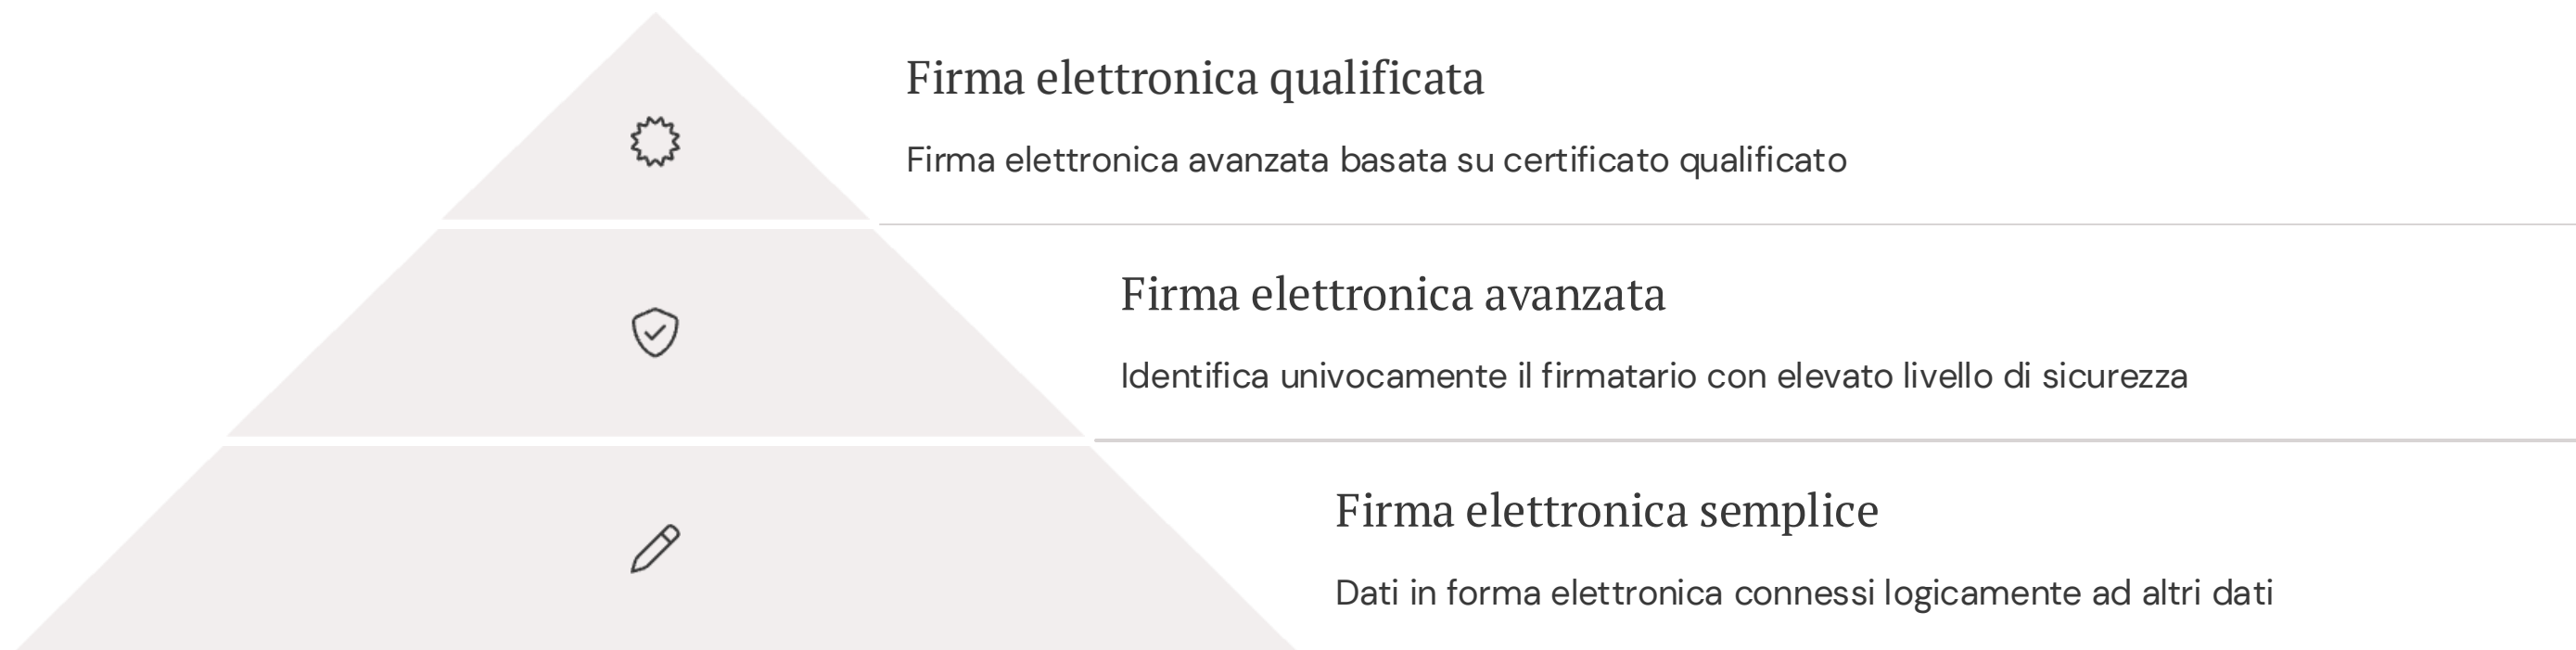 Firma elettronica qualificata
Firma elettronica avanzata basata su certificato qualificato
Firma elettronica avanzata
Identifica univocamente il firmatario con elevato livello di sicurezza
Firma elettronica semplice
Dati in forma elettronica connessi logicamente ad altri dati